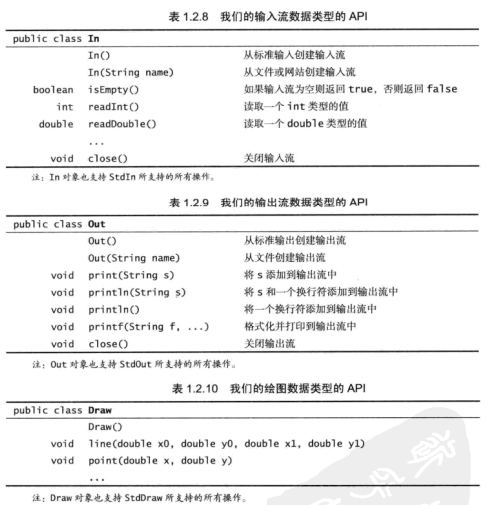 表 1.2.8 我们的输入流数据类型的 API
public class In
In() 从标准输入创建输入流
In(String name) 从文件或网站创建输入流
boolean isEmpty() 如果输入流为空则返回 true，否则返回 false
int readInt() 读取一个 int 类型的值
double readDouble() 读取一个 double 类型的值
...
void close() 关闭输入流
注：In 对象也支持 StdIn 所支持的所有操作。
表 1.2.9 我们的输出流数据类型的 API
public class Out
Out() 从标准输出创建输出流
Out(String name) 从文件创建输出流
void print(String s) 将 s 添加到输出流中
void println(String s) 将 s 和一个换行符添加到输出流中
void println() 将一个换行符添加到输出流中
void printf(String f, ...) 格式化并打印到输出流中
void close() 关闭输出流
注：Out 对象也支持 StdOut 所支持的所有操作。
表 1.2.10 我们的绘图数据类型的 API
public class Draw
Draw()
void line(double x0, double y0, double x1, double y1)
void point(double x, double y)
...
注：Draw 对象也支持 StdDraw 所支持的所有操作。